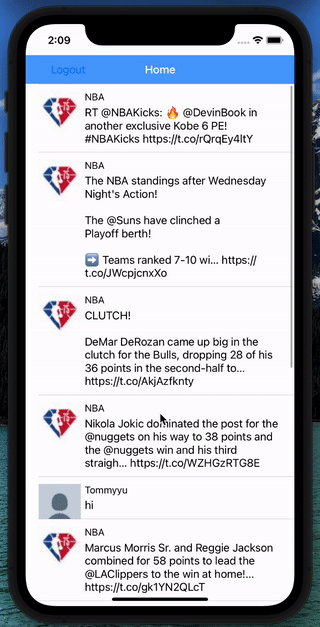 2:09
Logout
Home
NBA
RT @NBAKicks: 🔥 @DevinBook in
another exclusive Kobe 6 PE!
#NBAKicks https://t.co/rQrqEy4ItY
NBA
The NBA standings after Wednesday
Night's Action!
The @Suns have clinched a
Playoff berth!
➡️ Teams ranked 7-10 wi... https://
t.co/JWcpjcnxXo
NBA
CLUTCH!
DeMar DeRozan came up big in the
clutch for the Bulls, dropping 28 of his
36 points in the second-half to...
https://t.co/AkjAzfknty
NBA
Nikola Jokic dominated the post for the
@nuggets on his way to 38 points and
the @nuggets win and his third
straigh... https://t.co/WZHGzRTG8E
Tommyyu
hi
NBA
Marcus Morris Sr. and Reggie Jackson
combined for 58 points to lead the
@LAClippers to the win at home!...
https://t.co/gk1YN2QLcT